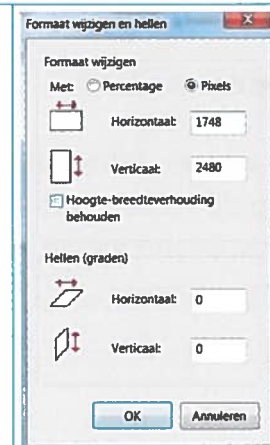 Formaat wijzigen en hellen
Formaat wijzigen
Met: Percentage Pixels
Horizontaal: 1748
Verticaal: 2480
Hoogte-breedteverhouding
behouden
Hellen (graden)
Horizontaal: 0
Verticaal: 0
OK Annuleren